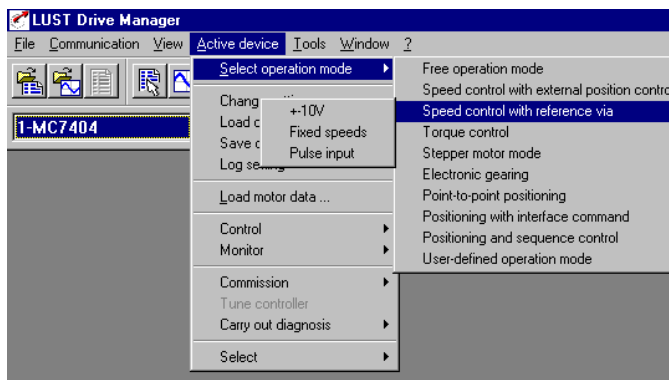 LUST Drive Manager
File Communication View Active device Tools Window ?
1-MC7404
Select operation mode
Chang
Load c
Save c
Log setting
Load motor data ...
Control
Monitor
Commission
Tune controller
Carry out diagnosis
Select
+-10V
Fixed speeds
Pulse input
Free operation mode
Speed control with external position contro
Speed control with reference via
Torque control
Stepper motor mode
Electronic gearing
Point-to-point positioning
Positioning with interface command
Positioning and sequence control
User-defined operation mode